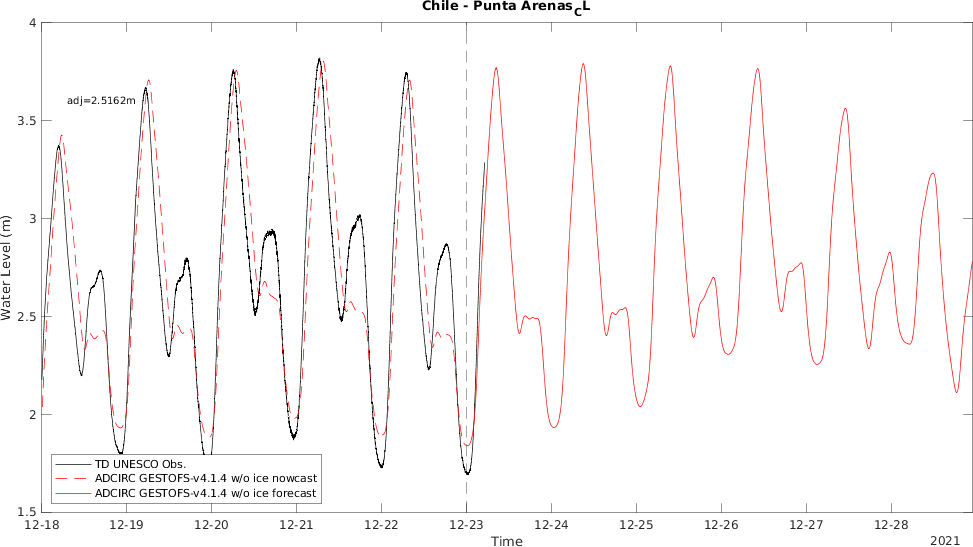 Chile - Punta Arenas_CL
4
adj=2.5162m
3.5
3
Water Level (m)
2.5
2
TD UNESCO Obs.
ADCIRC GESTOFS-v4.1.4 w/o ice nowcast
ADCIRC GESTOFS-v4.1.4 w/o ice forecast
1.5
12-18 12-19 12-20 12-21 12-22 12-23 12-24 12-25 12-26 12-27 12-28
Time
2021